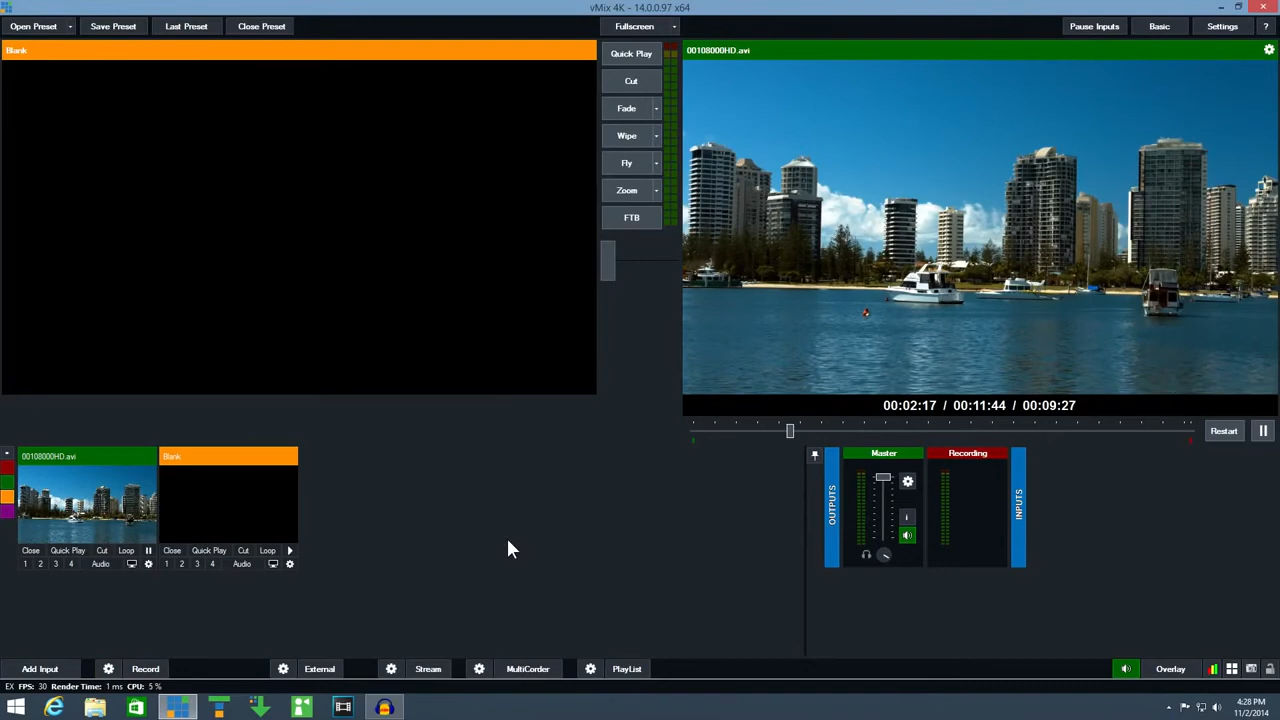 vMix 4K - 14.0.0.97 x64
Open Preset Save Preset Last Preset Close Preset Fullscreen Pause Inputs Basic Settings ?
Blank
Quick Play
Cut
Fade
Wipe
Fly
Zoom
FTB
00108000HD.avi
00:02:17 / 00:11:44 / 00:09:27
Restart
00108000HD.avi
Close Quick Play Cut Loop
1 2 3 4 Audio
Blank
Close Quick Play Cut Loop
1 2 3 4 Audio
OUTPUTS
Master
i
Recording
INPUTS
Add Input Record External Stream MultiCorder PlayList Overlay
EX FPS: 30 Render Time: 1 ms CPU: 5 %
4:28 PM
11/2/2014